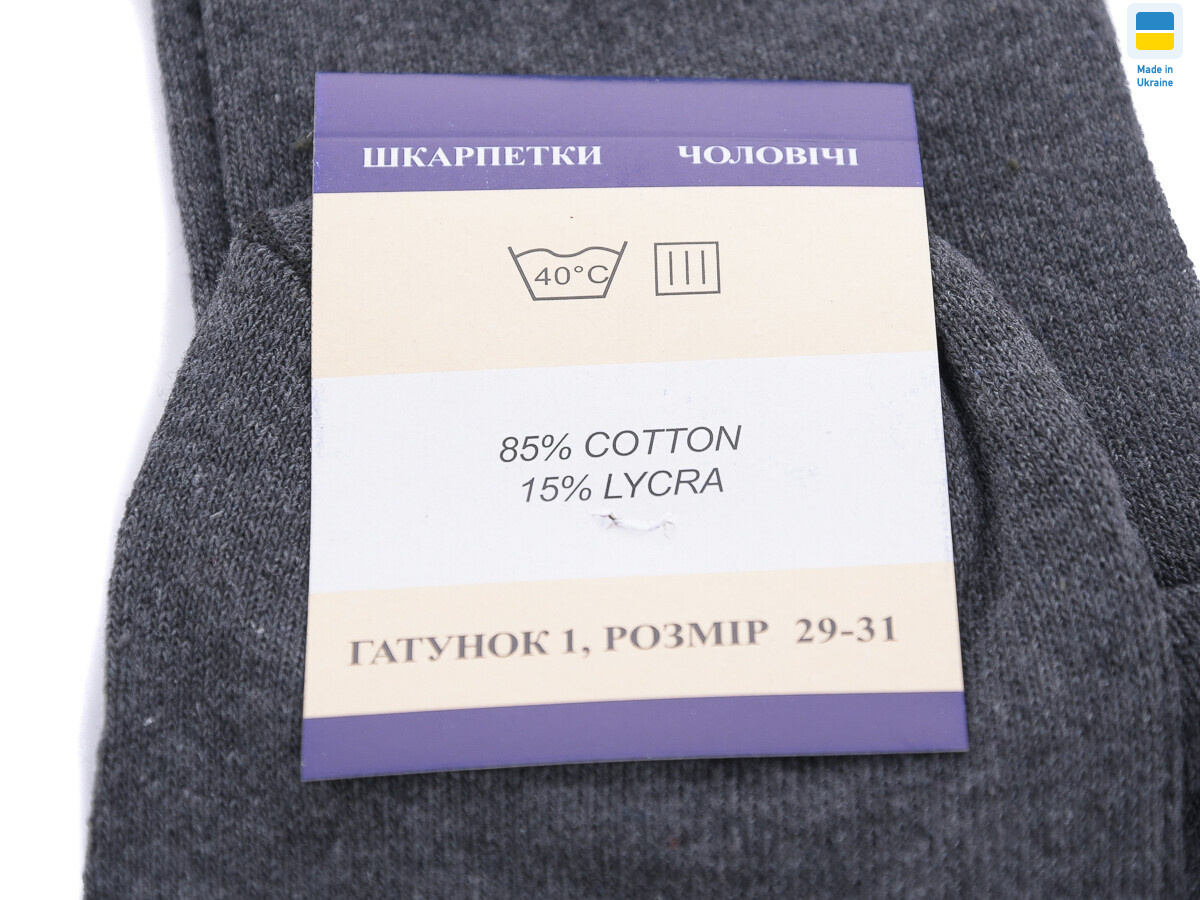 Made in
Ukraine
ШКАРПЕТКИ ЧОЛОВІЧІ
40°C
85% COTTON
15% LYCRA
ГАТУНОК 1, РОЗМІР 29-31